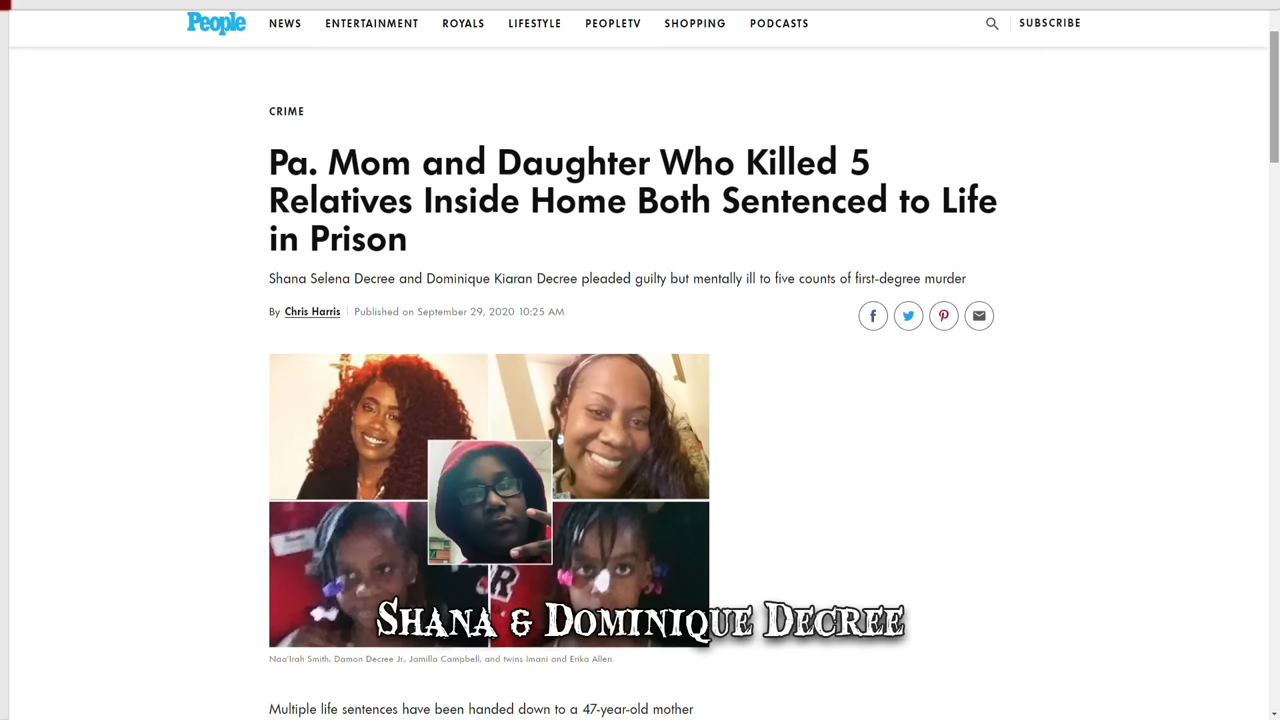 People NEWS ENTERTAINMENT ROYALS LIFESTYLE PEOPLETV SHOPPING PODCASTS SUBSCRIBE
CRIME
Pa. Mom and Daughter Who Killed 5
Relatives Inside Home Both Sentenced to Life
in Prison
Shana Selena Decree and Dominique Kiaran Decree pleaded guilty but mentally ill to five counts of first-degree murder
By Chris Harris Published on September 29, 2020 10:25 AM
R
SHANA & DOMINIQUE DECREE
Naa'Irah Smith, Damon Decree Jr., Jamilla Campbell, and twins Imani and Erika Allen.
Multiple life sentences have been handed down to a 47-year-old mother